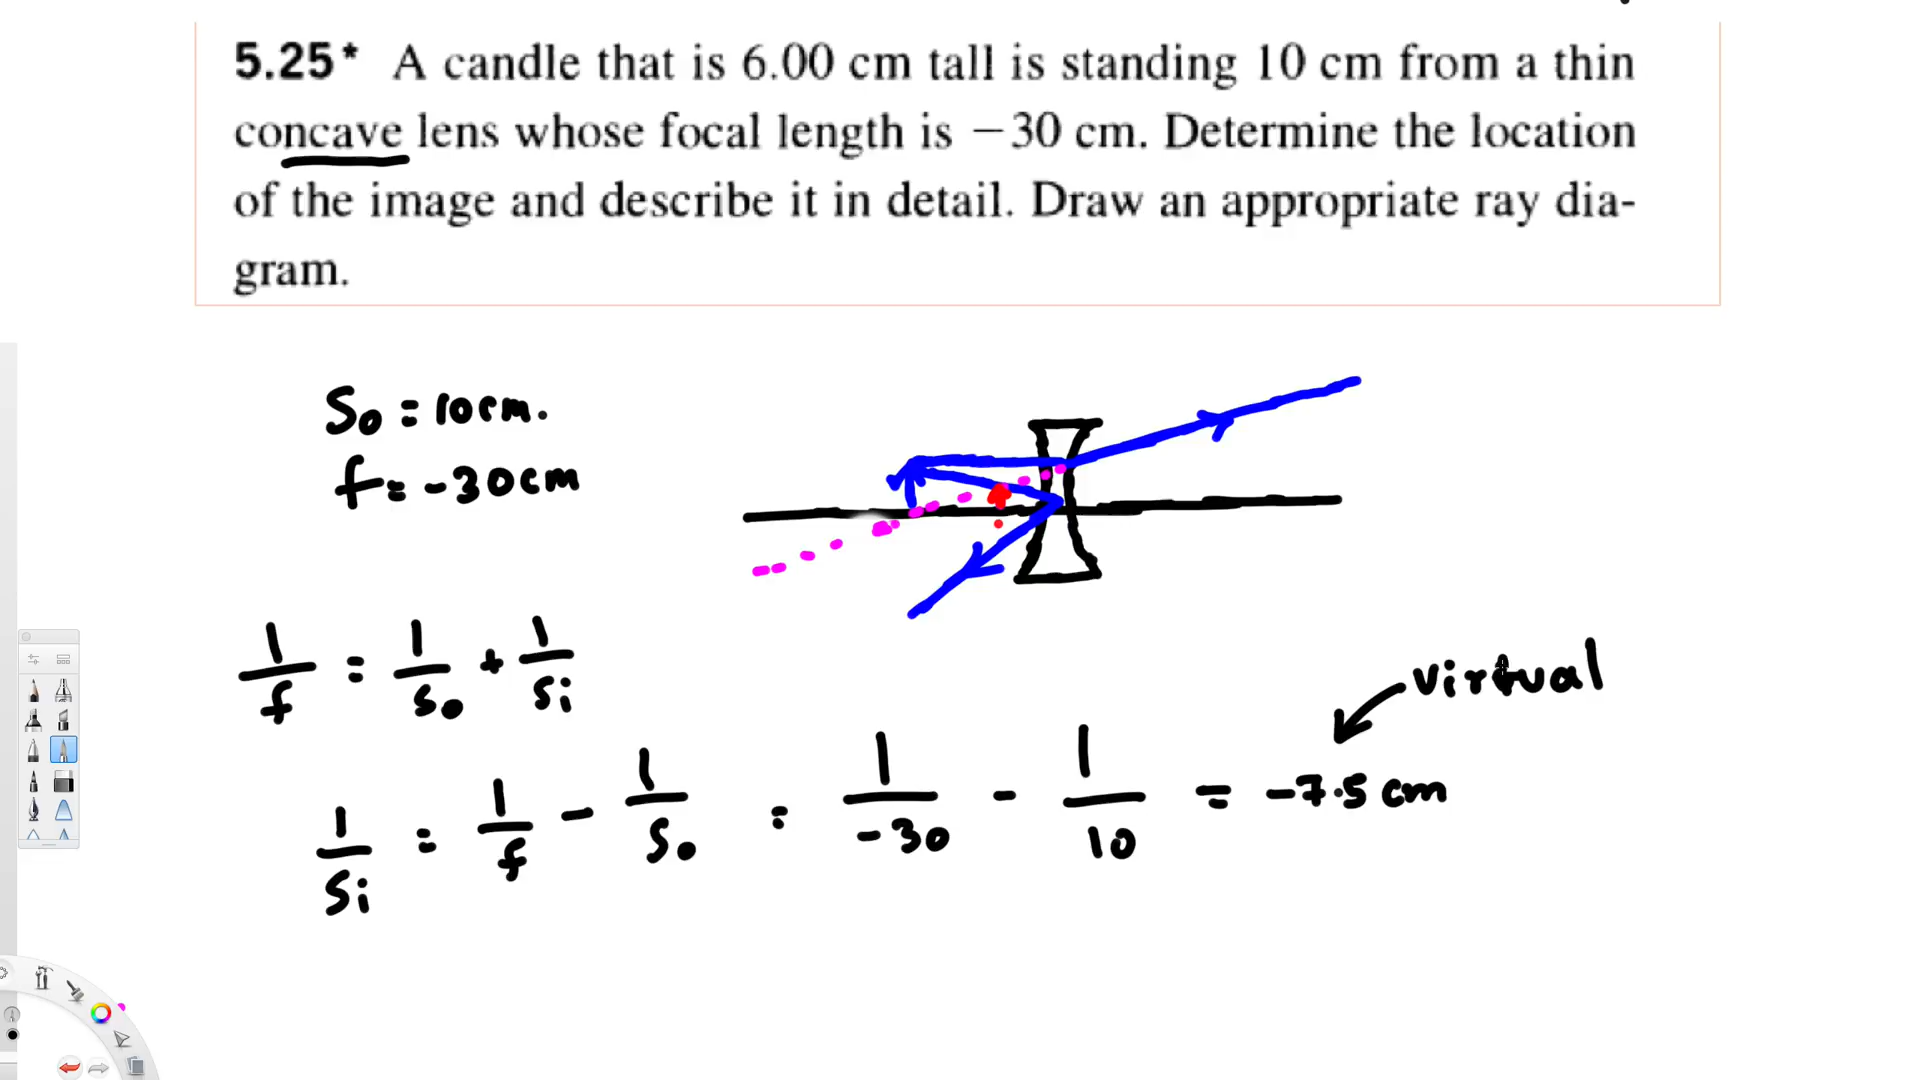 5.25* A candle that is 6.00 cm tall is standing 10 cm from a thin
concave lens whose focal length is −30 cm. Determine the location
of the image and describe it in detail. Draw an appropriate ray dia-
gram.
So = 10cm.
f = -30cm
1/f = 1/So + 1/Si
virtual
1/Si = 1/f - 1/So = 1/-30 - 1/10 = -7.5 cm